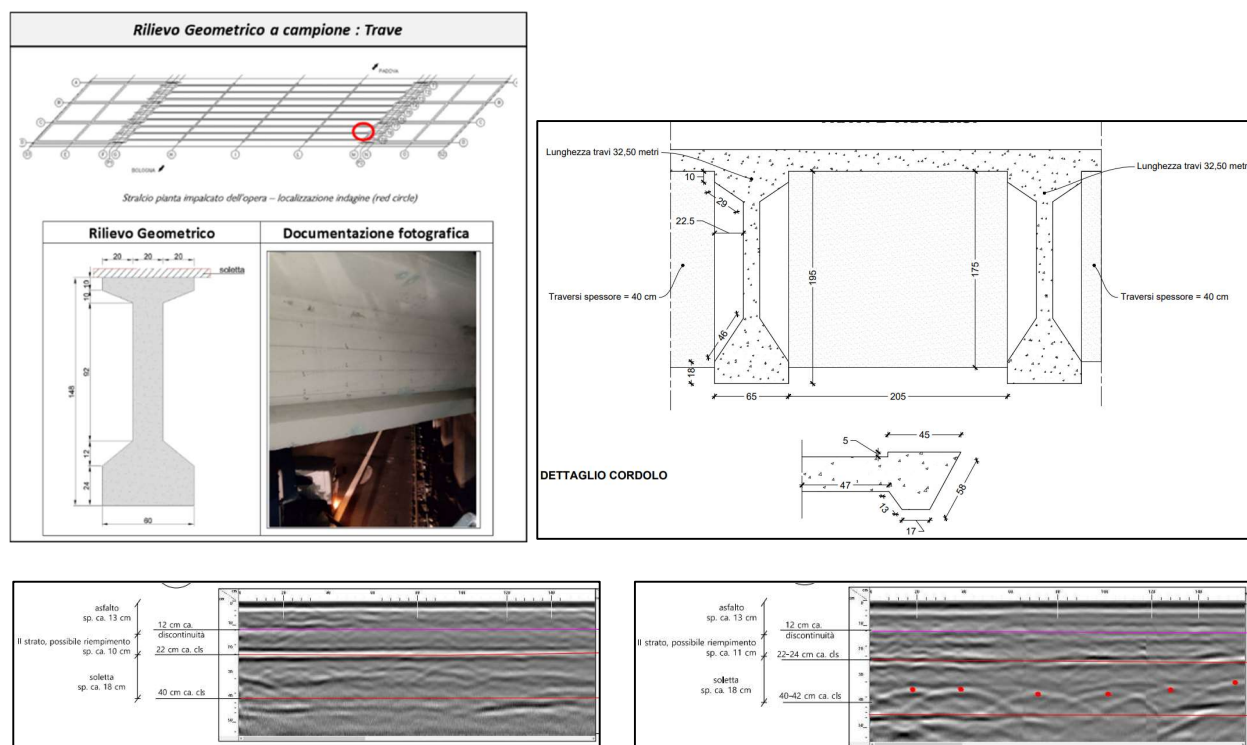 Rilievo Geometrico a campione : Trave
PADOVA
BOLOGNA
Stralcio pianta impalcato dell'opera – localizzazione indagine (red circle)
Rilievo Geometrico
Documentazione fotografica
20 20 20
soletta
10
10
92
148
12
24
60
Lunghezza travi 32,50 metri
Lunghezza travi 32,50 metri
10
29
22.5
195
175
Traversi spessore = 40 cm
Traversi spessore = 40 cm
46
18
65
205
DETTAGLIO CORDOLO
5
45
47
58
13
17
asfalto
sp. ca. 13 cm
12 cm ca.
discontinuità
II strato, possibile riempimento
sp. ca. 10 cm
22 cm ca. cls
soletta
sp. ca. 18 cm
40 cm ca. cls
asfalto
sp. ca. 13 cm
12 cm ca.
discontinuità
II strato, possibile riempimento
sp. ca. 11 cm
22-24 cm ca. cls
soletta
sp. ca. 18 cm
40-42 cm ca. cls